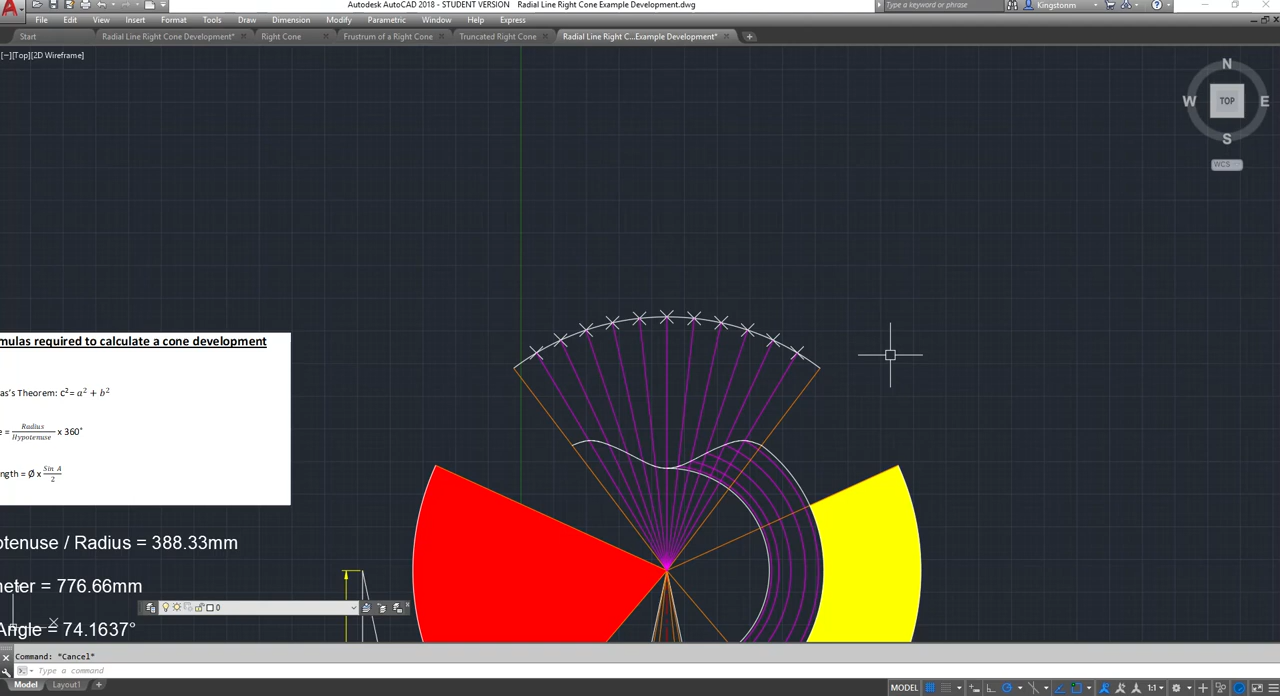 Autodesk AutoCAD 2018 - STUDENT VERSION Radial Line Right Cone Example Development.dwg
Type a keyword or phrase
Kingstonm
File Edit View Insert Format Tools Draw Dimension Modify Parametric Window Help Express
Start Radial Line Right Cone Development* Right Cone Frustrum of a Right Cone Truncated Right Cone Radial Line Right C...Example Development*
[−][Top][2D Wireframe]
N
W TOP E
S
WCS
mulas required to calculate a cone development
as's Theorem: c²= a² + b²
e = Radius/Hypotenuse x 360°
ngth = Ø x Sin A/2
otenuse / Radius = 388.33mm
meter = 776.66mm
0
Angle = 74.1637°
Command: *Cancel*
Type a command
Model Layout1 +
MODEL 1:1